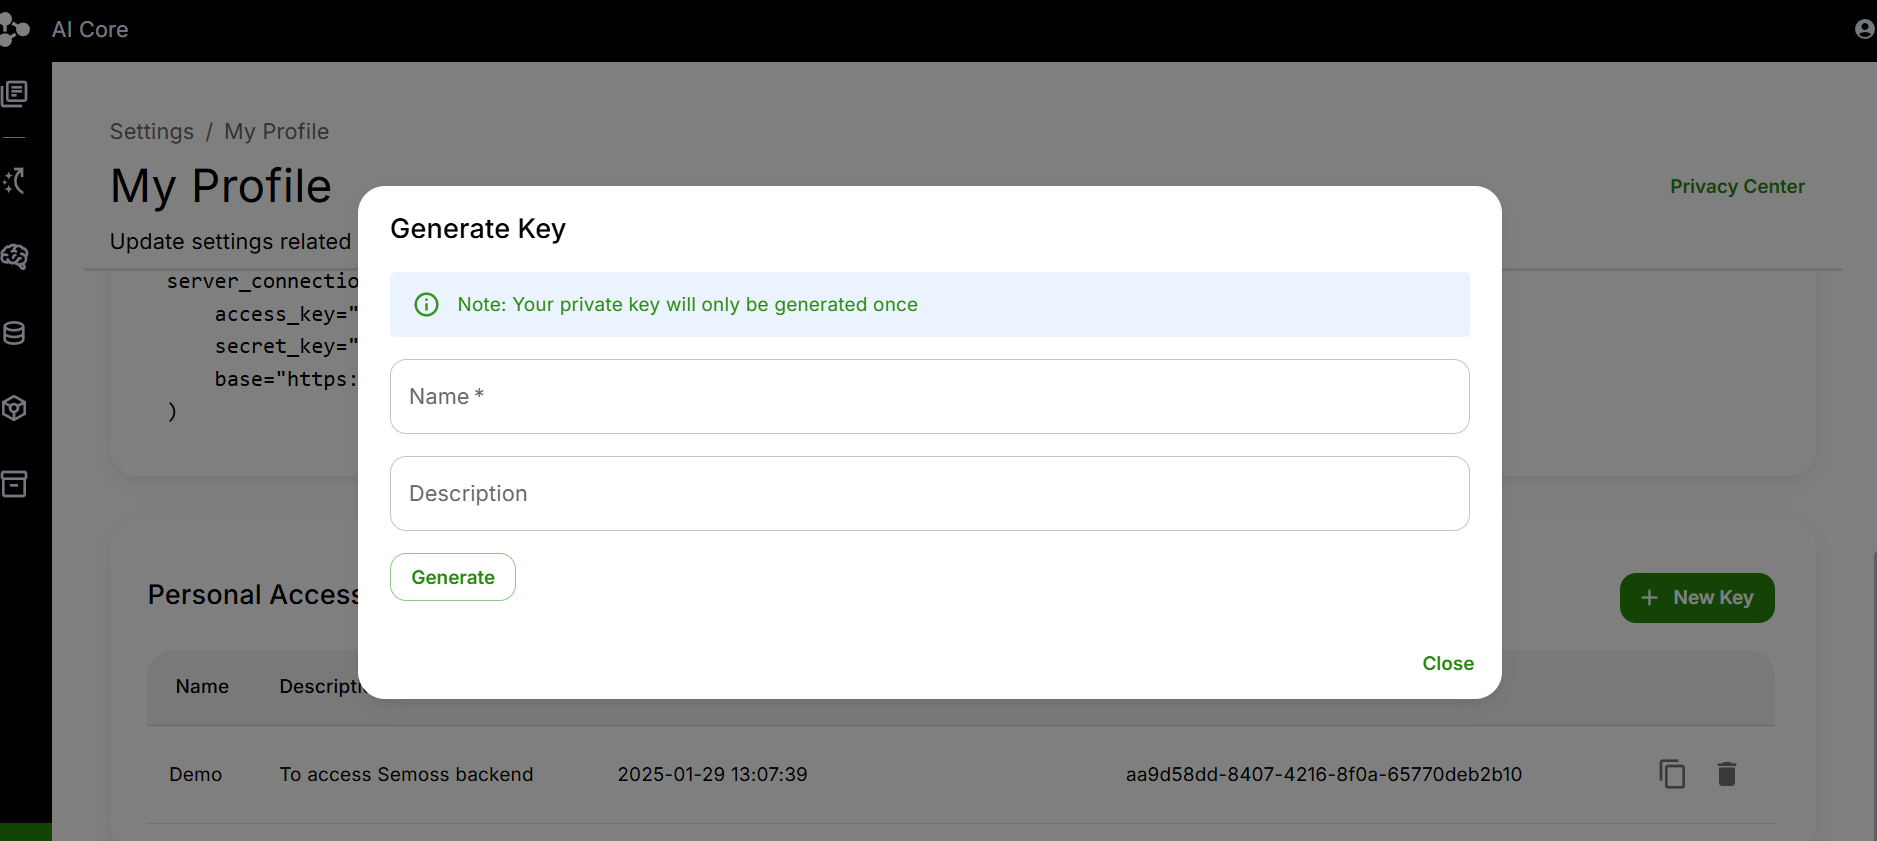 AI Core
Settings / My Profile
My Profile
Privacy Center
Update settings related
server_connectio
access_key="
secret_key="
base="https:
)
Generate Key
Note: Your private key will only be generated once
Name *
Description
Generate
Close
Personal Access
+ New Key
Name Descripti
Demo To access Semoss backend 2025-01-29 13:07:39 aa9d58dd-8407-4216-8f0a-65770deb2b10